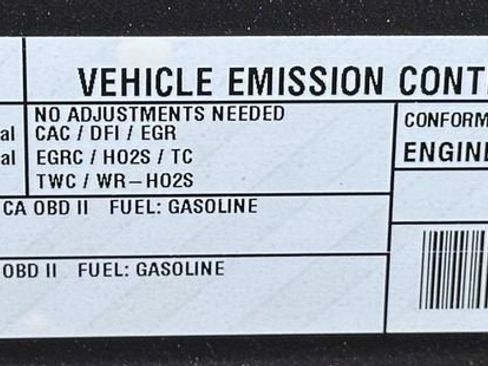 VEHICLE EMISSION CONT
NO ADJUSTMENTS NEEDED
al CAC / DFI / EGR
al EGRC / HO2S / TC
TWC / WR-HO2S
CONFORM
ENGINE
CA OBD II FUEL: GASOLINE
OBD II FUEL: GASOLINE